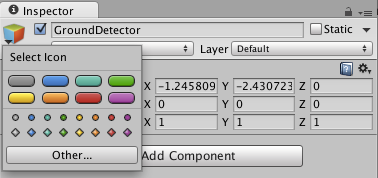 Inspector
GroundDetector Static
Select Icon
Layer Default
X -1.245809 Y -2.430723 Z 0
X 0 Y 0 Z 0
X 1 Y 1 Z 1
Other...
Add Component